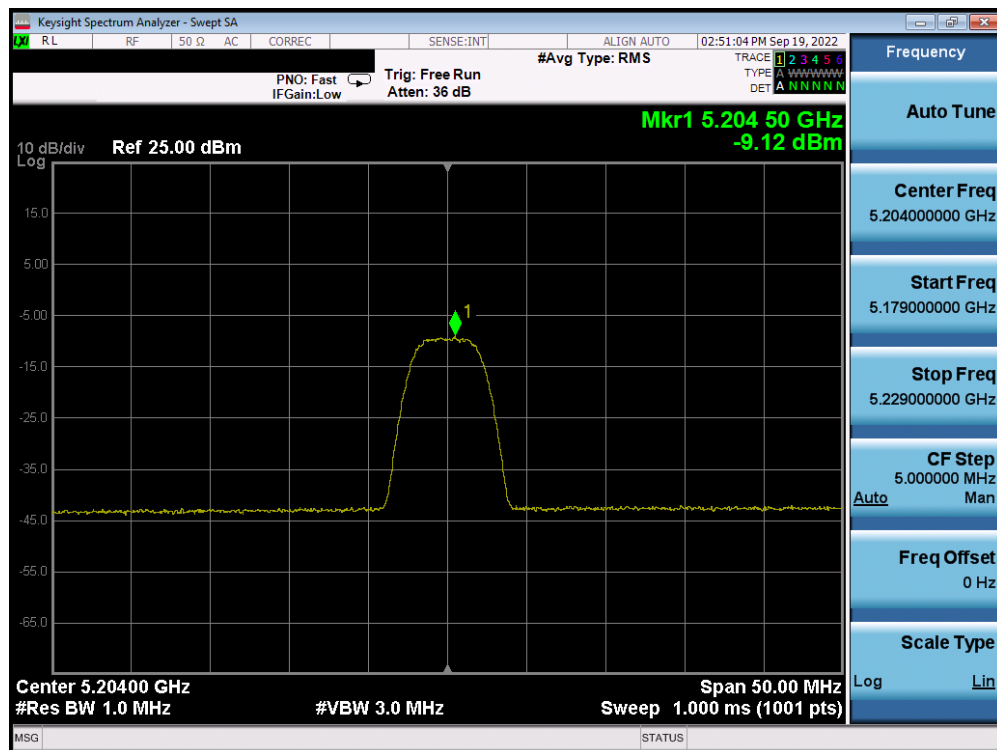 Keysight Spectrum Analyzer - Swept SA
LXI RL RF 50 Ω AC CORREC SENSE:INT ALIGN AUTO 02:51:04 PM Sep 19, 2022
PNO: Fast
IFGain:Low
Trig: Free Run
Atten: 36 dB
#Avg Type: RMS
TRACE 1 2 3 4 5 6
TYPE A WWWWW
DET A N N N N N
Mkr1 5.204 50 GHz
-9.12 dBm
10 dB/div
Log
Ref 25.00 dBm
15.0
5.00
-5.00
-15.0
-25.0
-35.0
-45.0
-55.0
-65.0
1
Center 5.20400 GHz
#Res BW 1.0 MHz
#VBW 3.0 MHz
Span 50.00 MHz
Sweep 1.000 ms (1001 pts)
MSG
STATUS
Frequency
Auto Tune
Center Freq
5.204000000 GHz
Start Freq
5.179000000 GHz
Stop Freq
5.229000000 GHz
CF Step
5.000000 MHz
Auto Man
Freq Offset
0 Hz
Scale Type
Log Lin